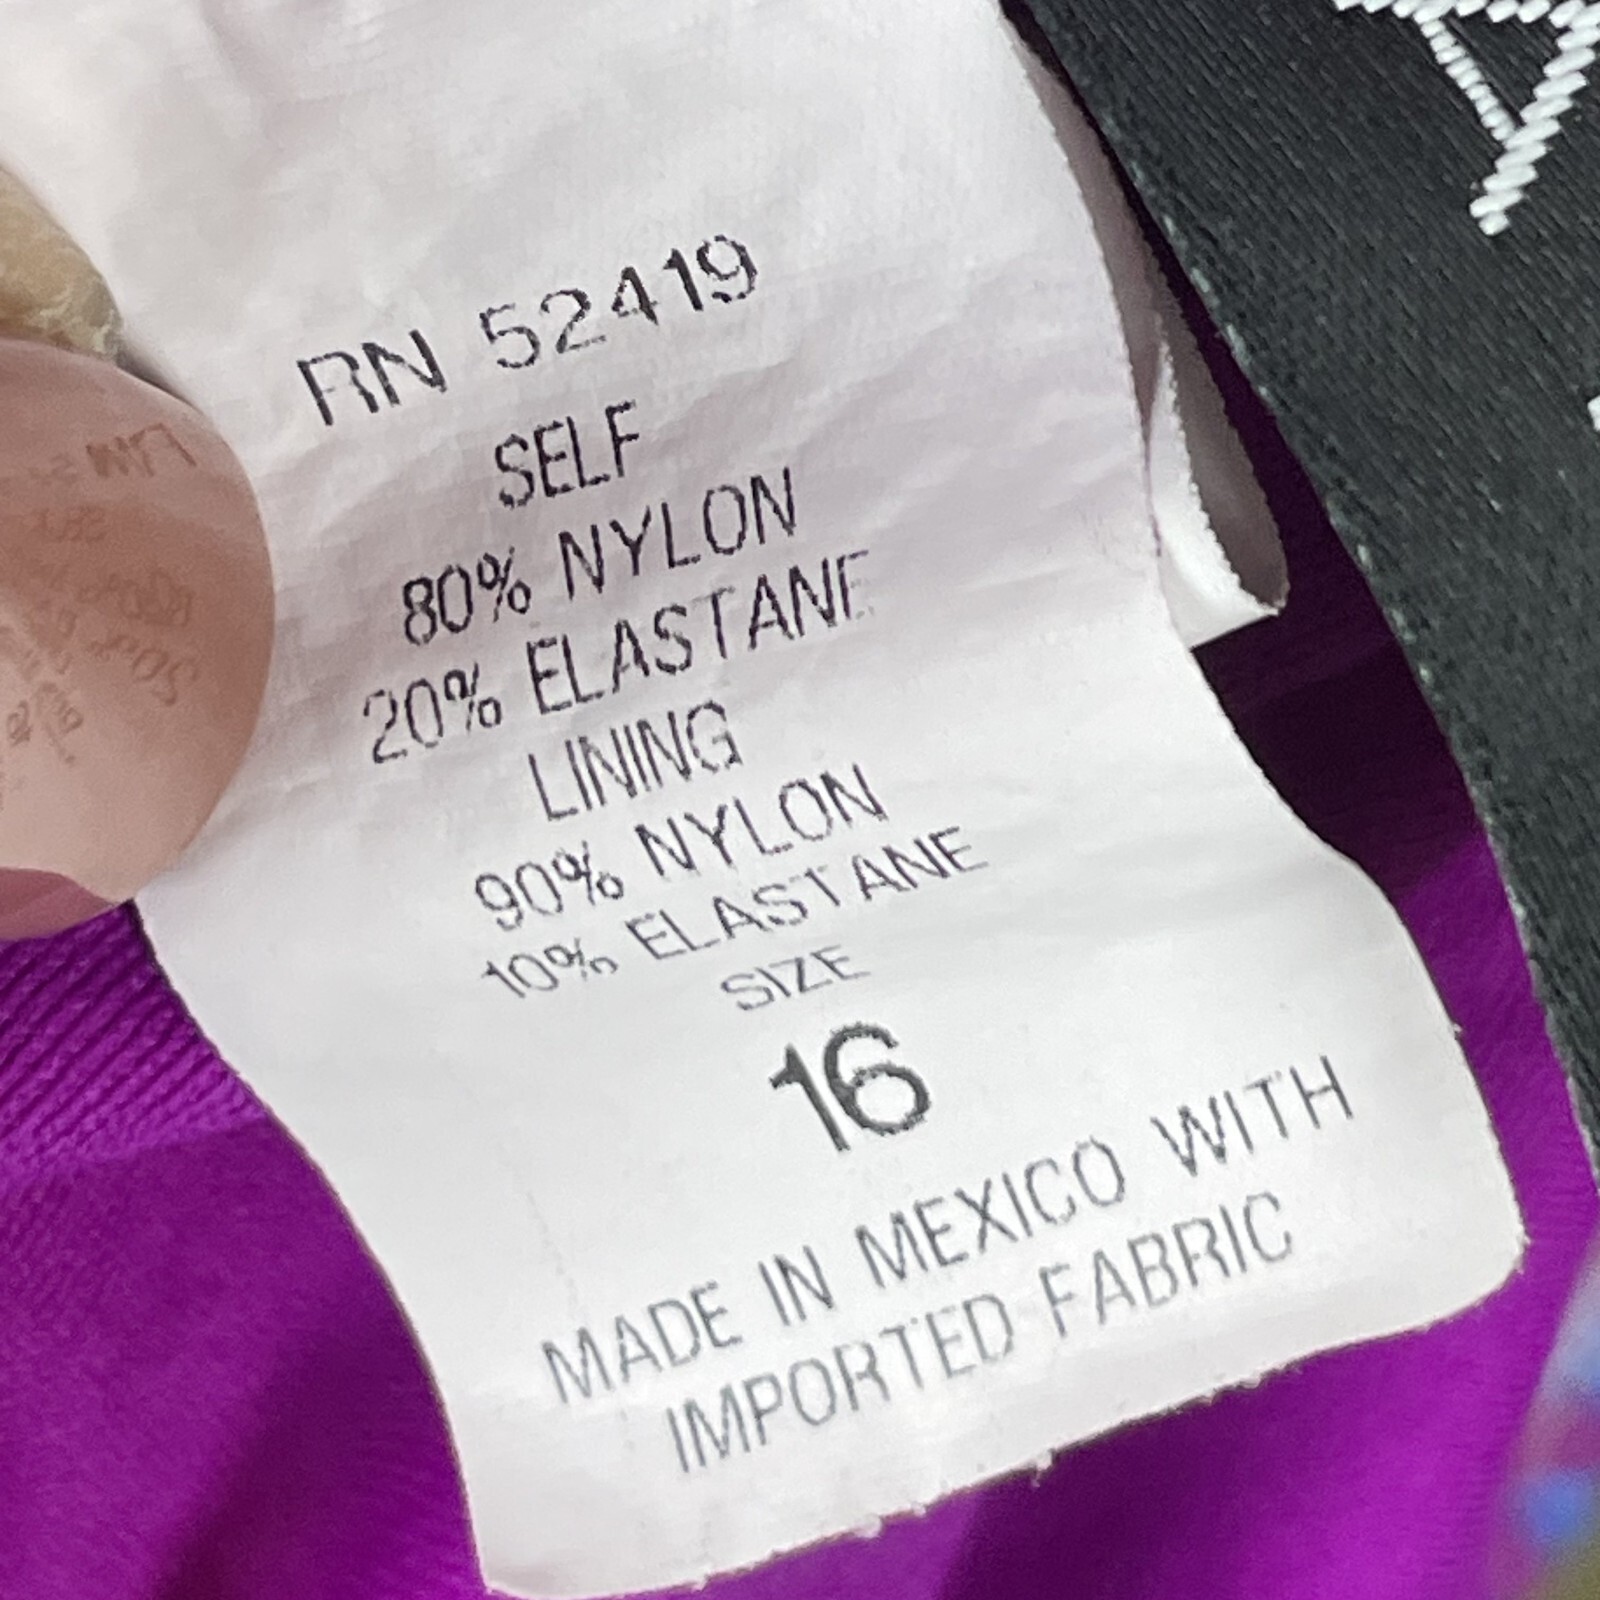 RN 52419
SELF
80% NYLON
20% ELASTANE
LINING
90% NYLON
10% ELASTANE
SIZE
16
MADE IN MEXICO WITH
IMPORTED FABRIC